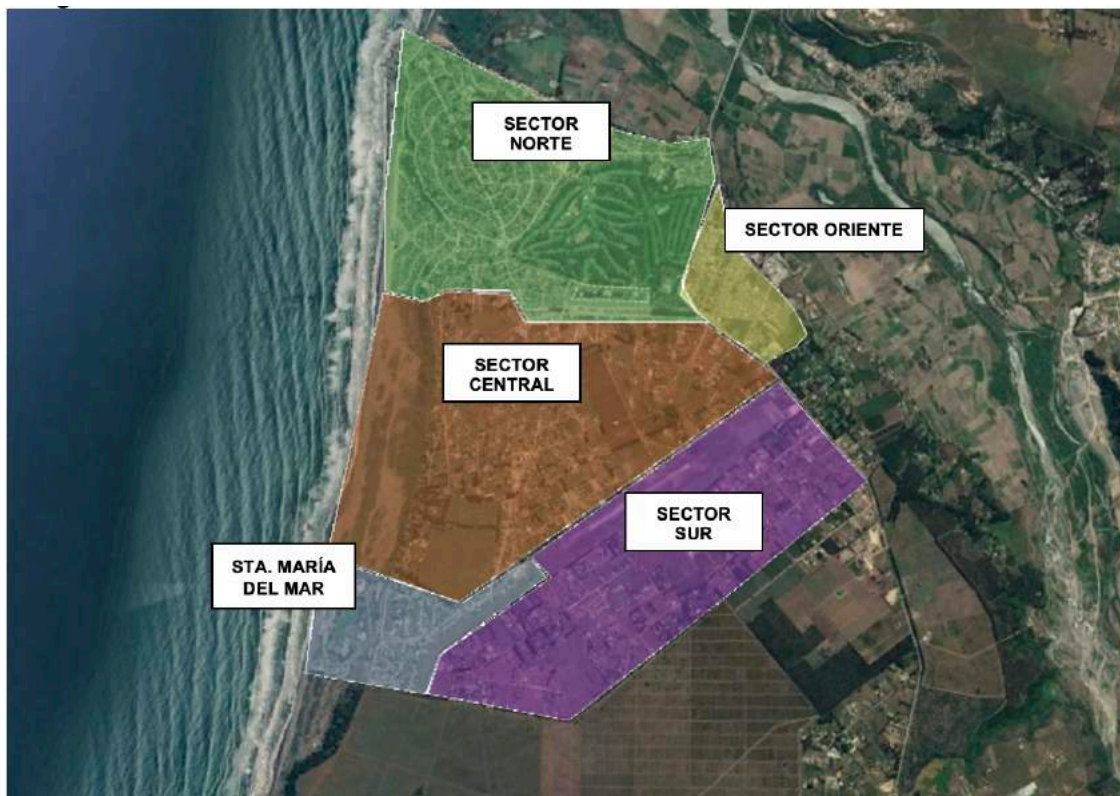 SECTOR
NORTE
SECTOR ORIENTE
SECTOR
CENTRAL
SECTOR
SUR
STA. MARÍA
DEL MAR